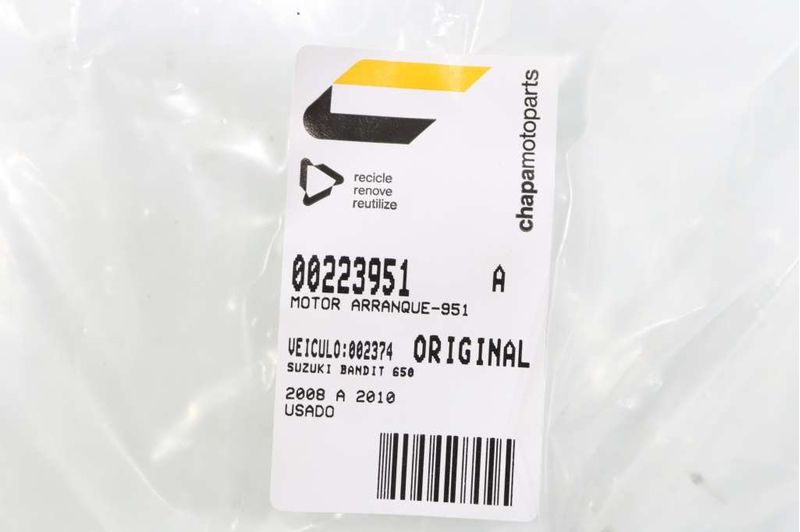 chapamotoparts
recicle
renove
reutilize
00223951 A
MOTOR ARRANQUE-951
VEICULO:002374 ORIGINAL
SUZUKI BANDIT 650
2008 A 2010
USADO